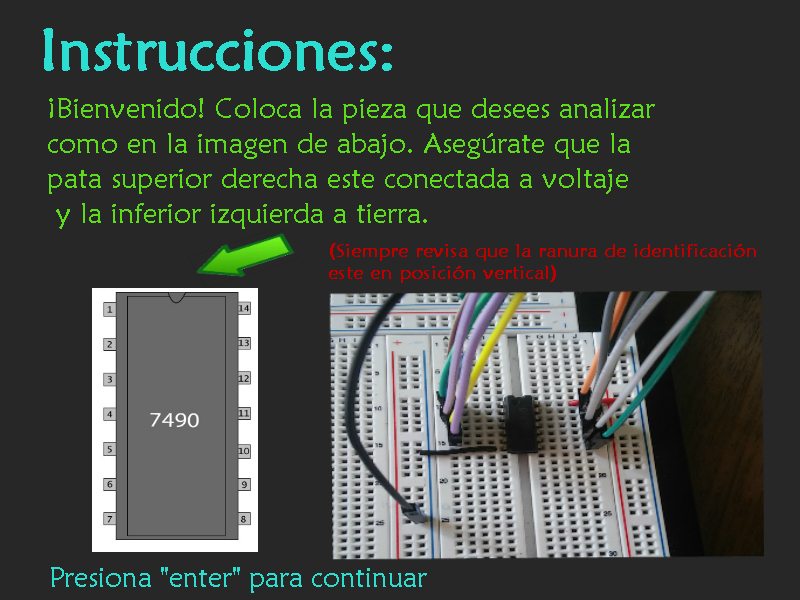 Instrucciones:
¡Bienvenido! Coloca la pieza que desees analizar
como en la imagen de abajo. Asegúrate que la
pata superior derecha este conectada a voltaje
y la inferior izquierda a tierra.
(Siempre revisa que la ranura de identificación
este en posición vertical)
1 14
2 13
3 12
4 7490 11
5 10
6 9
7 8
Presiona "enter" para continuar